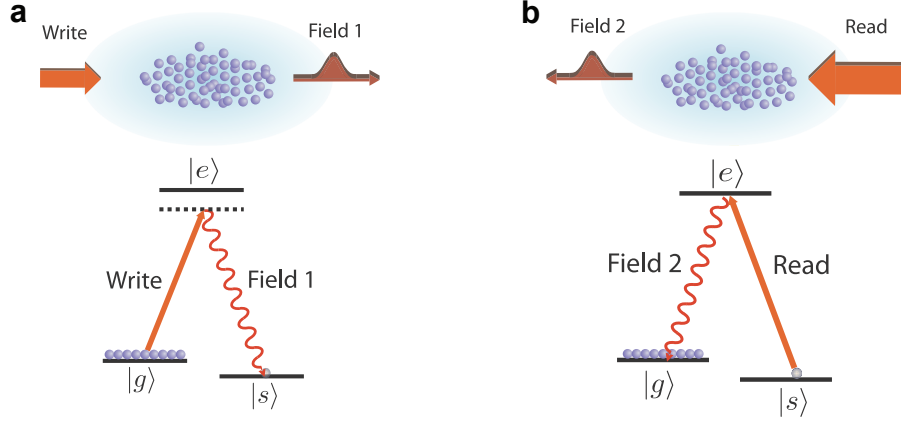 a
Write
Field 1
|e⟩
Write
Field 1
|g⟩
|s⟩
b
Field 2
Read
|e⟩
Field 2
Read
|g⟩
|s⟩